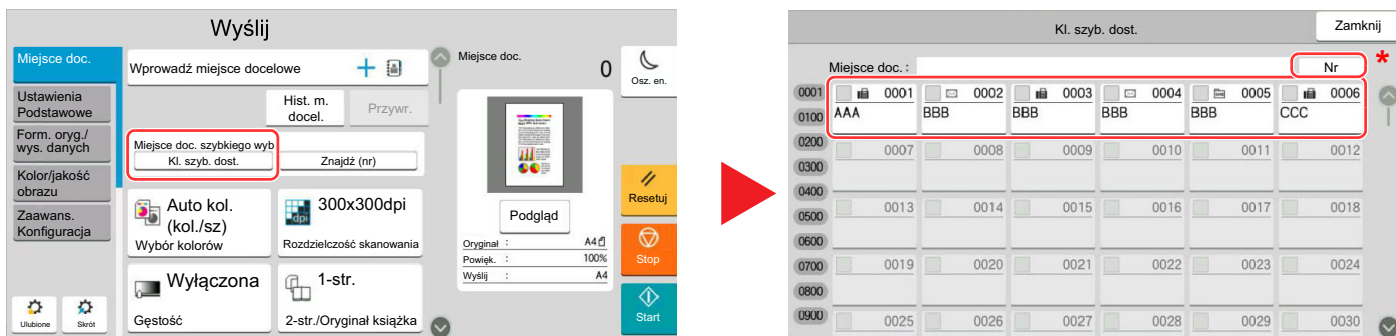 Wyślij
Miejsce doc.
Ustawienia
Podstawowe
Form. oryg./
wys. danych
Kolor/jakość
obrazu
Zaawans.
Konfiguracja
Ulubione
Skrót
Wprowadź miejsce docelowe
Hist. m.
docel.
Przywr.
Miejsce doc. szybkiego wyb
Kl. szyb. dost.
Znajdź (nr)
Auto kol.
(kol./sz)
Wybór kolorów
dpi
300x300dpi
Rozdzielczość skanowania
Wyłączona
Gęstość
1-str.
2-str./Oryginał książka
Miejsce doc.
0
Podgląd
Oryginał : A4
Powięk. : 100%
Wyślij : A4
Osz. en.
Resetuj
Stop
Start
Kl. szyb. dost.
Zamknij
Miejsce doc. :
Nr
*
0001
0100
0200
0300
0400
0500
0600
0700
0800
0900
0001 0002 0003 0004 0005 0006
AAA BBB BBB BBB BBB CCC
0007 0008 0009 0010 0011 0012
0013 0014 0015 0016 0017 0018
0019 0020 0021 0022 0023 0024
0025 0026 0027 0028 0029 0030